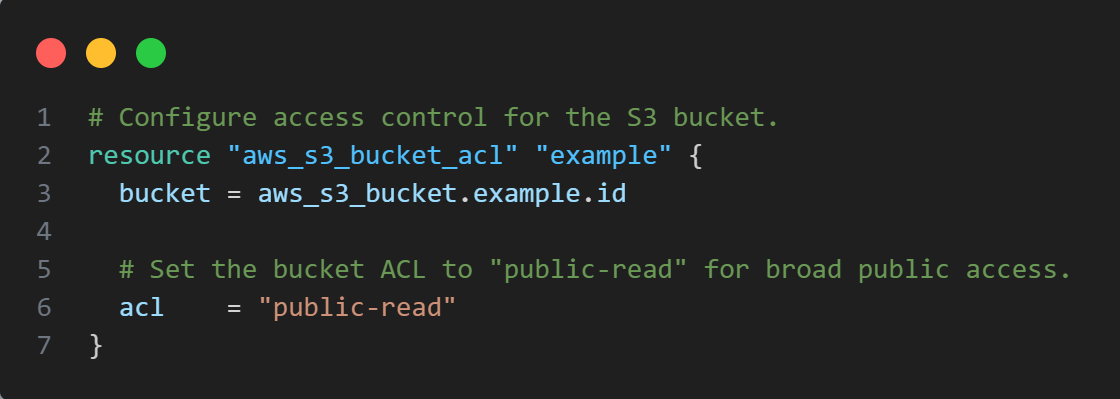 1 # Configure access control for the S3 bucket.
2 resource "aws_s3_bucket_acl" "example" {
3   bucket = aws_s3_bucket.example.id
4
5   # Set the bucket ACL to "public-read" for broad public access.
6   acl    = "public-read"
7 }